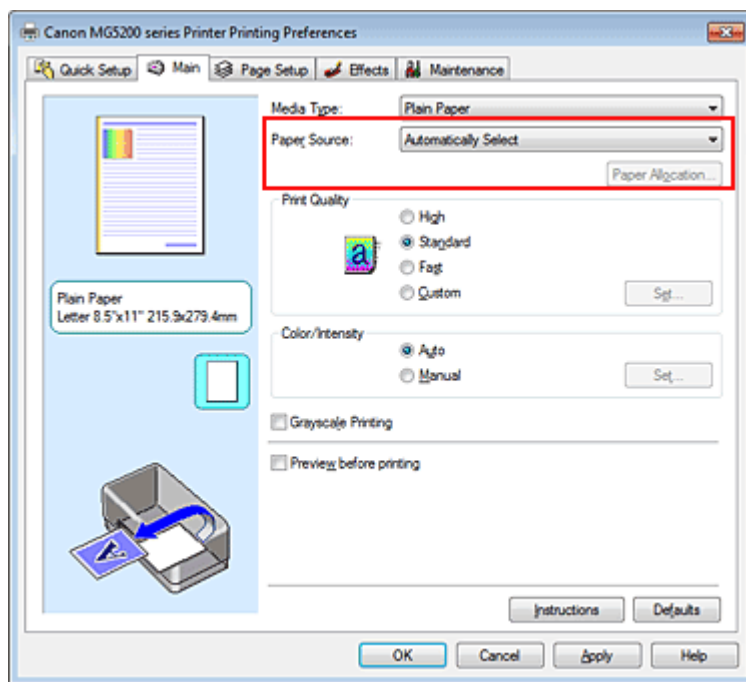 Canon MG5200 series Printer Printing Preferences
Quick Setup Main Page Setup Effects Maintenance
Media Type: Plain Paper
Paper Source: Automatically Select
Paper Allocation...
Print Quality
High
a Standard
Fast
Custom Set...
Plain Paper
Letter 8.5"x11" 215.9x279.4mm
Color/Intensity
Auto
Manual Set...
Grayscale Printing
Preview before printing
A
Instructions Defaults
OK Cancel Apply Help